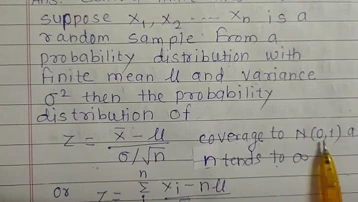 suppose x₁, x₂ ---- xn is a
random sample from a
probability distribution with
finite mean μ and variance
σ² then the probability
distribution of
z = x̄ - μ / σ/√n coverage to N(0,1) a
n tends to ∞
or z = n Σ xi - nμ